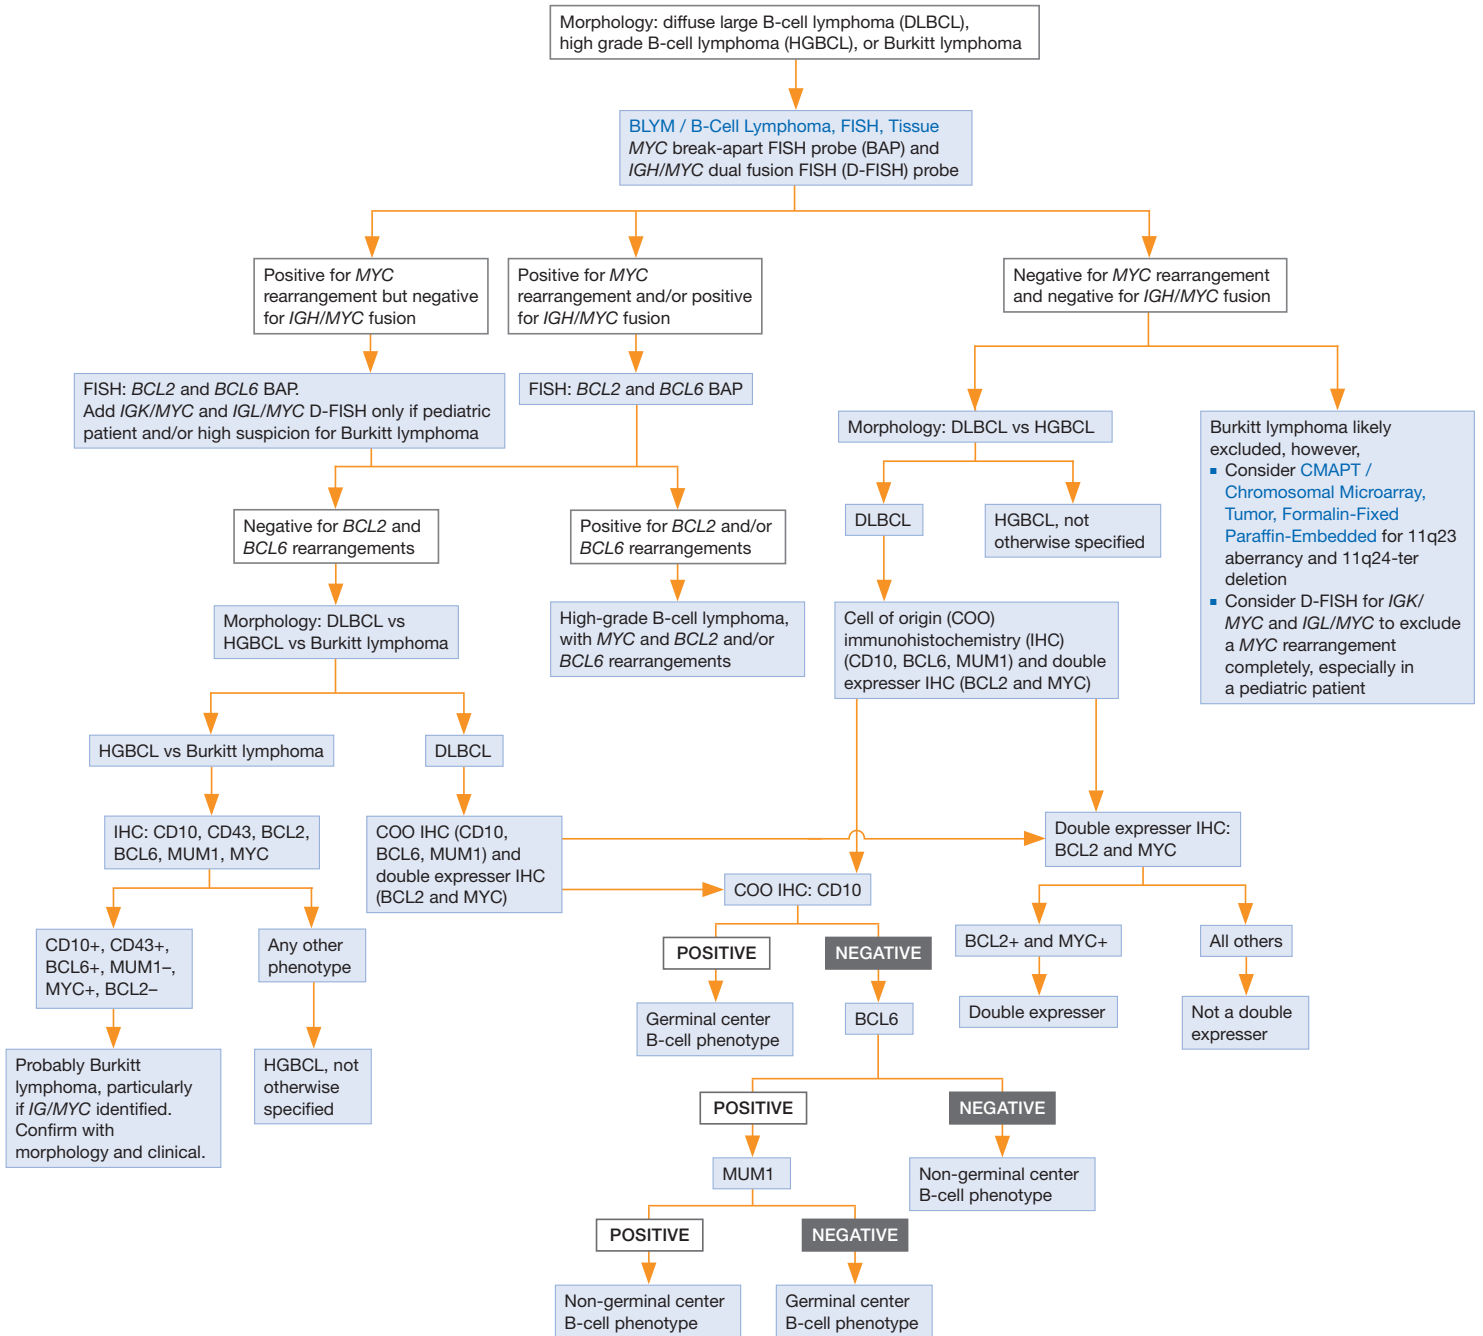 Morphology: diffuse large B-cell lymphoma (DLBCL),
high grade B-cell lymphoma (HGBCL), or Burkitt lymphoma
BLYM / B-Cell Lymphoma, FISH, Tissue
MYC break-apart FISH probe (BAP) and
IGH/MYC dual fusion FISH (D-FISH) probe
Positive for MYC
rearrangement but negative
for IGH/MYC fusion
Positive for MYC
rearrangement and/or positive
for IGH/MYC fusion
Negative for MYC rearrangement
and negative for IGH/MYC fusion
FISH: BCL2 and BCL6 BAP.
Add IGK/MYC and IGL/MYC D-FISH only if pediatric
patient and/or high suspicion for Burkitt lymphoma
FISH: BCL2 and BCL6 BAP
Morphology: DLBCL vs HGBCL
Burkitt lymphoma likely
excluded, however,
▪ Consider CMAPT /
Chromosomal Microarray,
Tumor, Formalin-Fixed
Paraffin-Embedded for 11q23
aberrancy and 11q24-ter
deletion
▪ Consider D-FISH for IGK/
MYC and IGL/MYC to exclude
a MYC rearrangement
completely, especially in
a pediatric patient
Negative for BCL2 and
BCL6 rearrangements
Positive for BCL2 and/or
BCL6 rearrangements
DLBCL
HGBCL, not
otherwise specified
Morphology: DLBCL vs
HGBCL vs Burkitt lymphoma
High-grade B-cell lymphoma,
with MYC and BCL2 and/or
BCL6 rearrangements
Cell of origin (COO)
immunohistochemistry (IHC)
(CD10, BCL6, MUM1) and double
expresser IHC (BCL2 and MYC)
HGBCL vs Burkitt lymphoma
DLBCL
IHC: CD10, CD43, BCL2,
BCL6, MUM1, MYC
COO IHC (CD10,
BCL6, MUM1) and
double expresser IHC
(BCL2 and MYC)
Double expresser IHC:
BCL2 and MYC
COO IHC: CD10
CD10+, CD43+,
BCL6+, MUM1–,
MYC+, BCL2–
Any other
phenotype
POSITIVE
NEGATIVE
BCL2+ and MYC+
All others
Germinal center
B-cell phenotype
BCL6
Double expresser
Not a double
expresser
Probably Burkitt
lymphoma, particularly
if IG/MYC identified.
Confirm with
morphology and clinical.
HGBCL, not
otherwise
specified
POSITIVE
NEGATIVE
MUM1
Non-germinal center
B-cell phenotype
POSITIVE
NEGATIVE
Non-germinal center
B-cell phenotype
Germinal center
B-cell phenotype